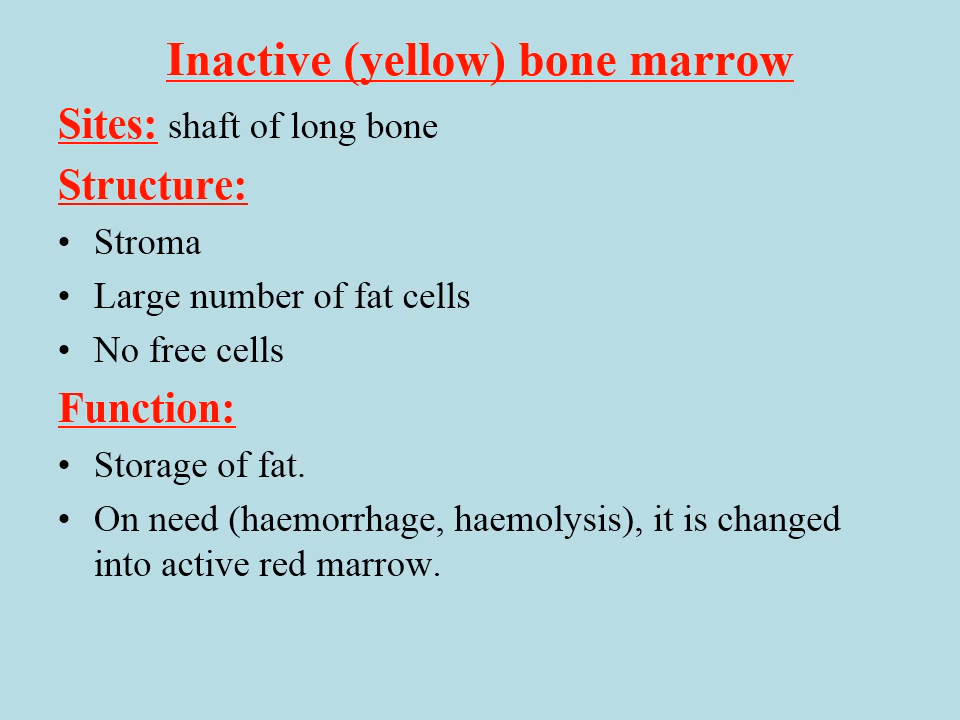 Inactive (yellow) bone marrow
Sites: shaft of long bone
Structure:
• Stroma
• Large number of fat cells
• No free cells
Function:
• Storage of fat.
• On need (haemorrhage, haemolysis), it is changed
into active red marrow.